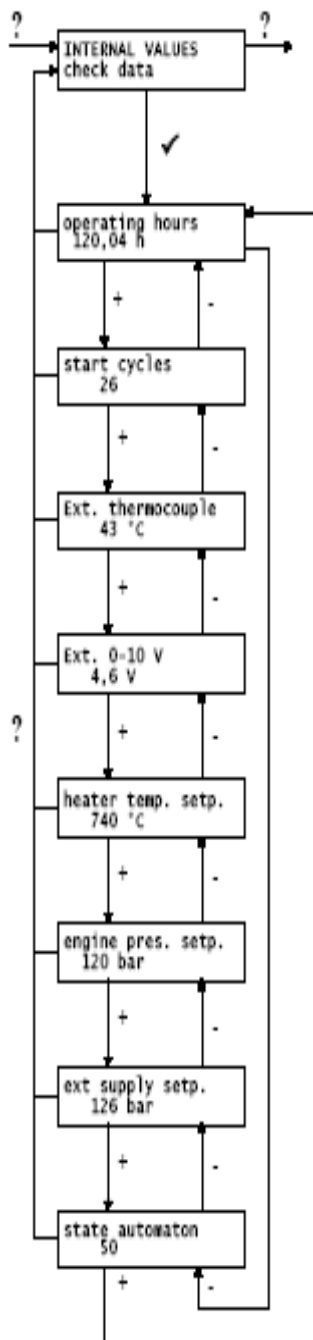 ?
?
INTERNAL VALUES
check data
✓
operating hours
120,04 h
+
-
start cycles
26
+
-
Ext. thermocouple
43 °C
+
-
Ext. 0-10 V
4,6 V
?
+
-
heater temp. setp.
740 °C
+
-
engine pres. setp.
120 bar
+
-
ext supply setp.
126 bar
+
-
state automaton
50
+
-